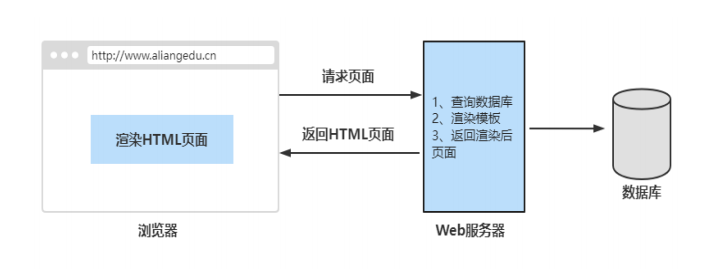 http://www.aliangedu.cn
请求页面
渲染HTML页面
返回HTML页面
1、查询数据库
2、渲染模板
3、返回渲染后
页面
数据库
浏览器
Web服务器